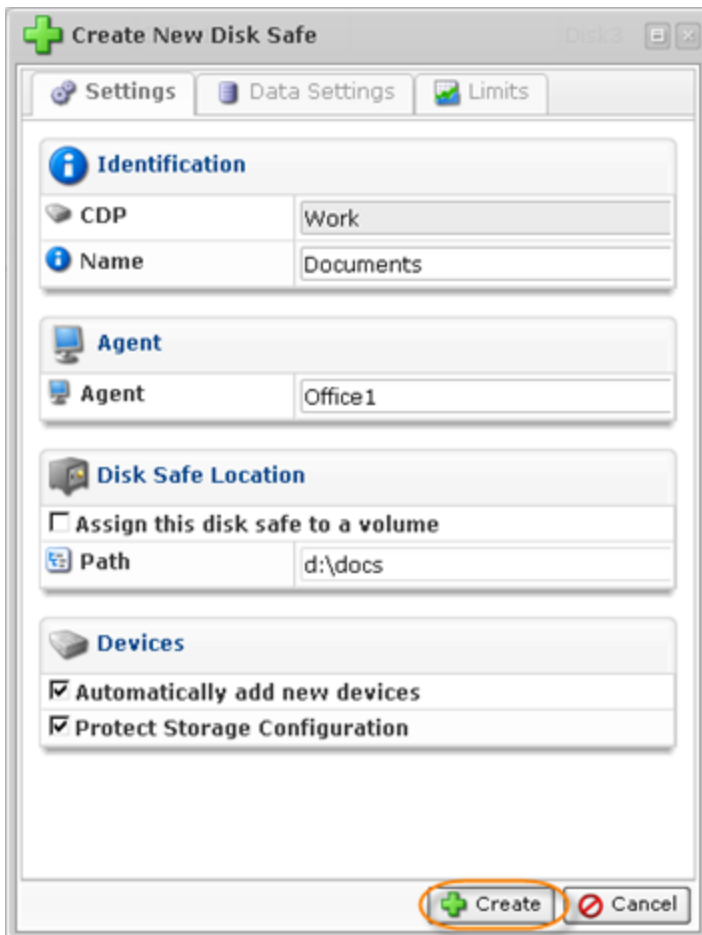 Create New Disk Safe Disk3
Settings Data Settings Limits
Identification
CDP Work
Name Documents
Agent
Agent Office1
Disk Safe Location
Assign this disk safe to a volume
Path d:\docs
Devices
Automatically add new devices
Protect Storage Configuration
Create Cancel